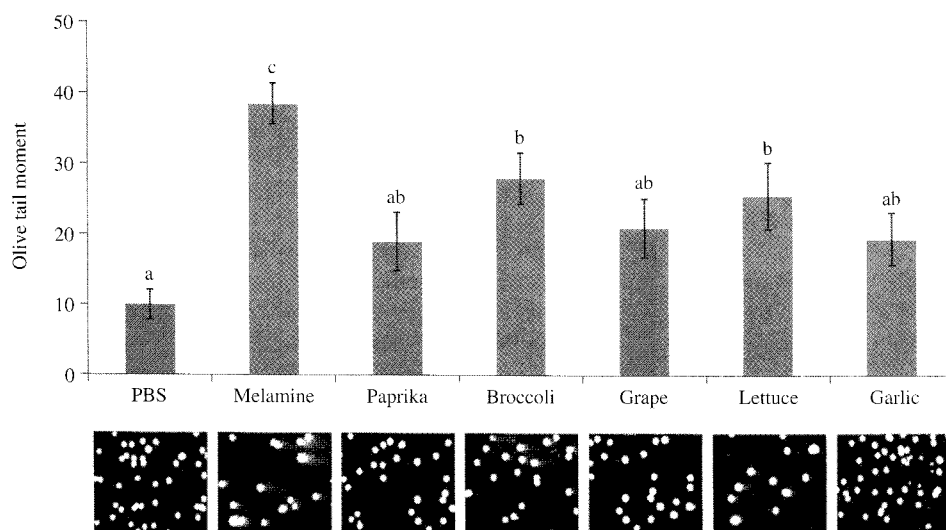 50
40
30
20
10
0
Olive tail moment
a
c
ab
b
ab
b
ab
PBS Melamine Paprika Broccoli Grape Lettuce Garlic